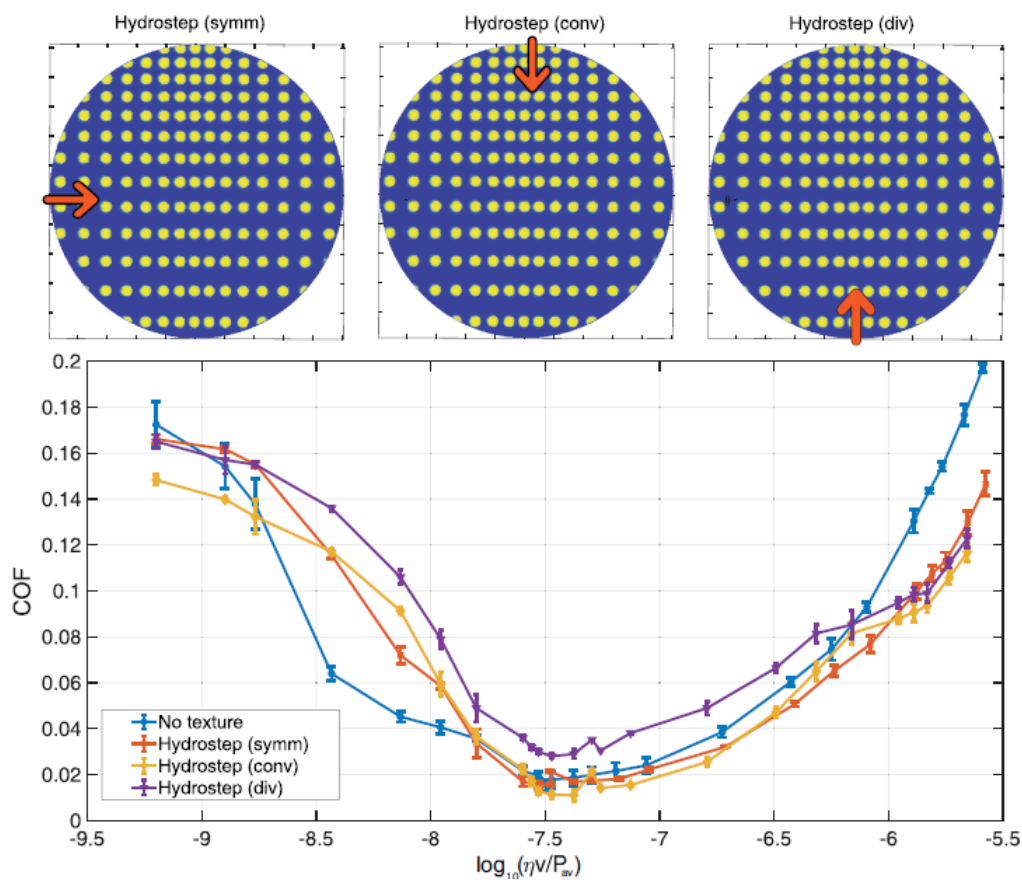 Hydrostep (symm)
Hydrostep (conv)
Hydrostep (div)
0.2
0.18
0.16
0.14
0.12
0.1
0.08
0.06
0.04
0.02
0
COF
No texture
Hydrostep (symm)
Hydrostep (conv)
Hydrostep (div)
-9.5 -9 -8.5 -8 -7.5 -7 -6.5 -6 -5.5
log10(ηv/Pav)